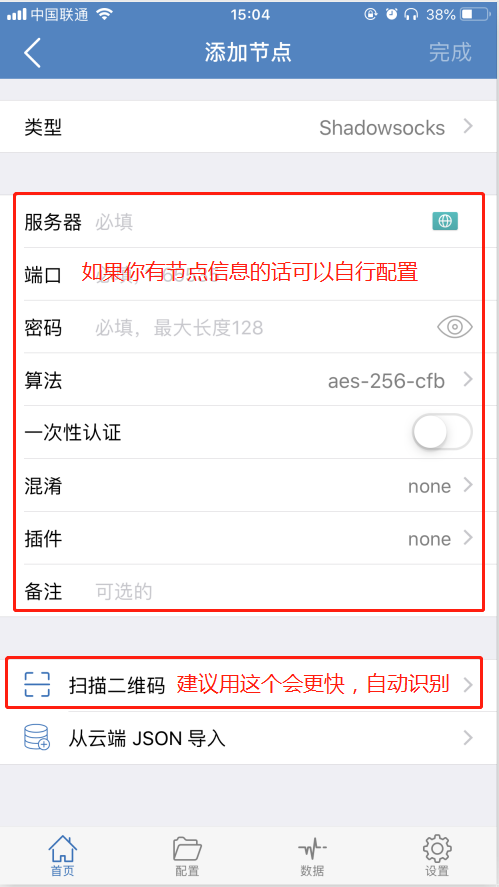 中国联通 15:04 38%
添加节点 完成
类型 Shadowsocks
服务器 必填
端口 如果你有节点信息的话可以自行配置
密码 必填，最大长度128
算法 aes-256-cfb
一次性认证
混淆 none
插件 none
备注 可选的
扫描二维码 建议用这个会更快，自动识别
从云端 JSON 导入
首页 配置 数据 设置